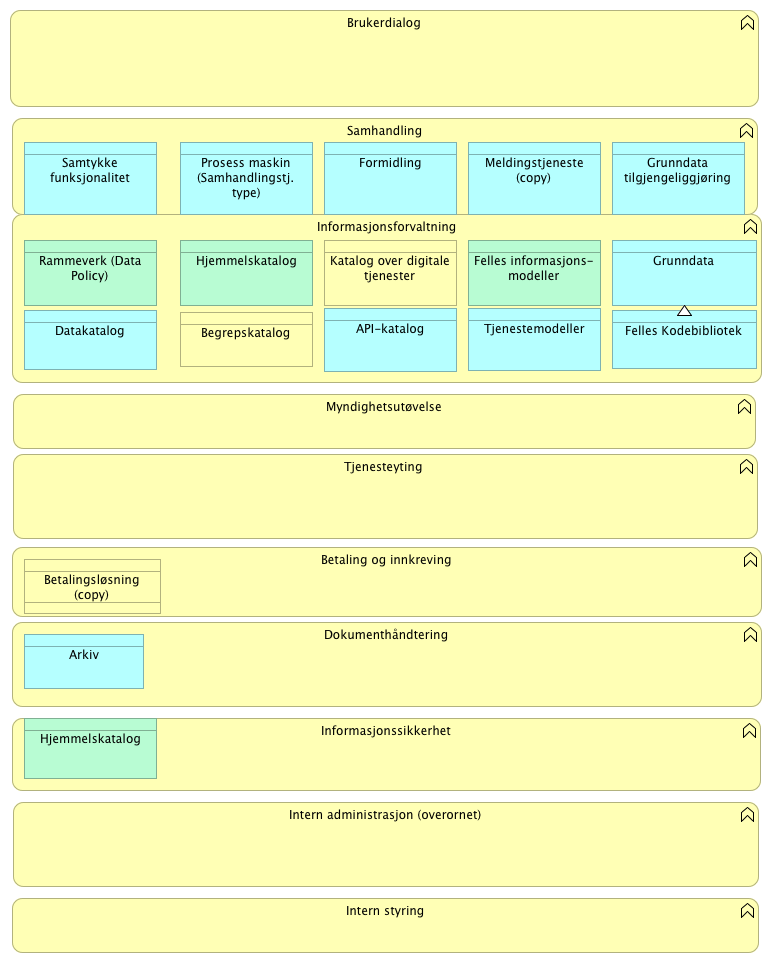 Brukerdialog
Samhandling
Samtykke
funksjonalitet
Prosess maskin
(Samhandlingstj.
type)
Formidling
Meldingstjeneste
(copy)
Grunndata
tilgjengeliggjøring
Informasjonsforvaltning
Rammeverk (Data
Policy)
Hjemmelskatalog
Katalog over digitale
tjenester
Felles informasjons-
modeller
Grunndata
Datakatalog
Begrepskatalog
API-katalog
Tjenestemodeller
Felles Kodebibliotek
Myndighetsutøvelse
Tjenesteyting
Betaling og innkreving
Betalingsløsning
(copy)
Dokumenthåndtering
Arkiv
Informasjonssikkerhet
Hjemmelskatalog
Intern administrasjon (overornet)
Intern styring